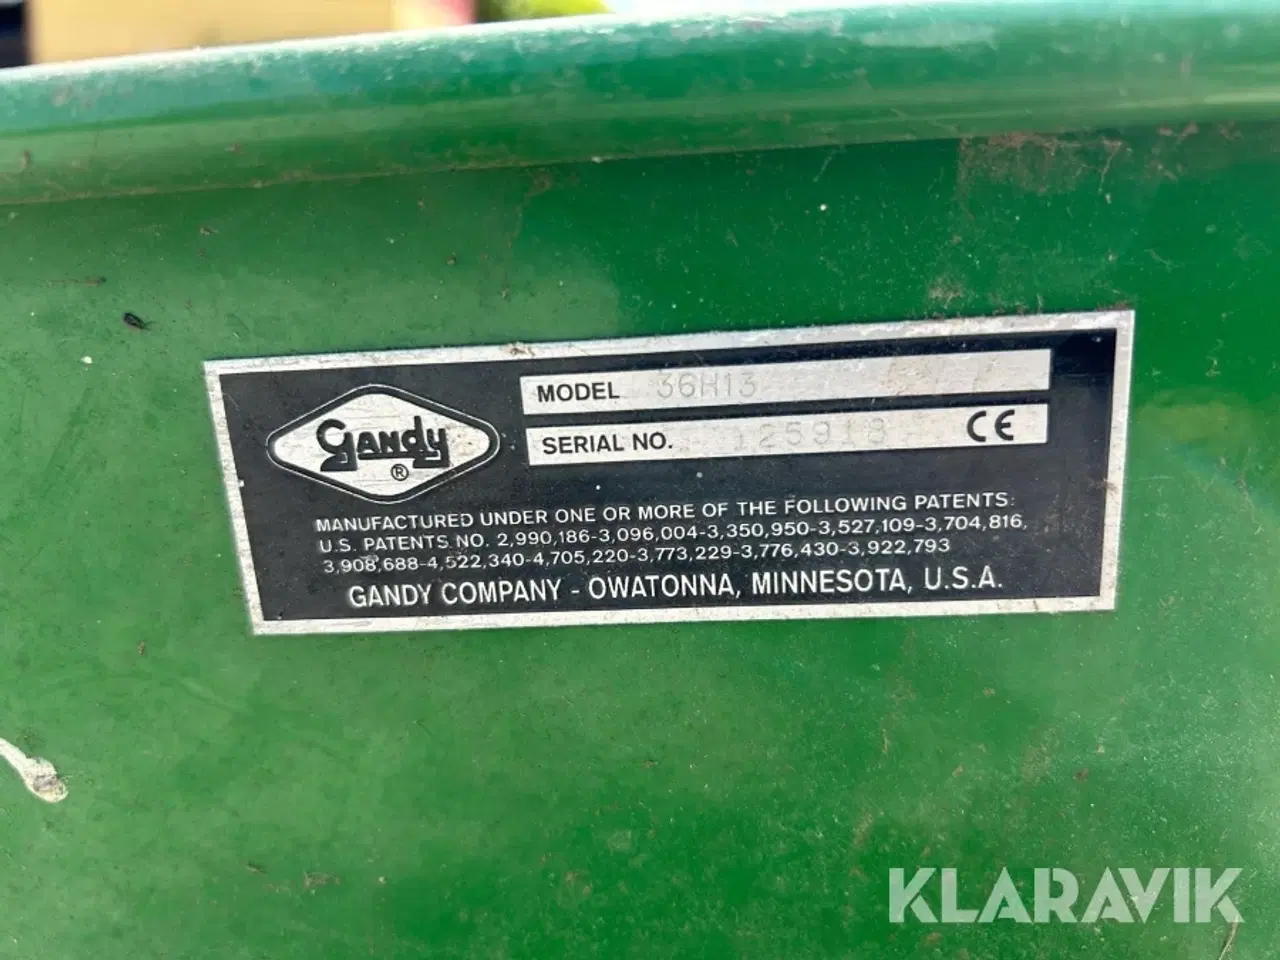 GANDY
®
MODEL 36H13
SERIAL NO. 125918 CE
MANUFACTURED UNDER ONE OR MORE OF THE FOLLOWING PATENTS:
U.S. PATENTS NO. 2,990,186-3,096,004-3,350,950-3,527,109-3,704,816,
3,908,688-4,522,340-4,705,220-3,773,229-3,776,430-3,922,793
GANDY COMPANY - OWATONNA, MINNESOTA, U.S.A.
KLARAVIK